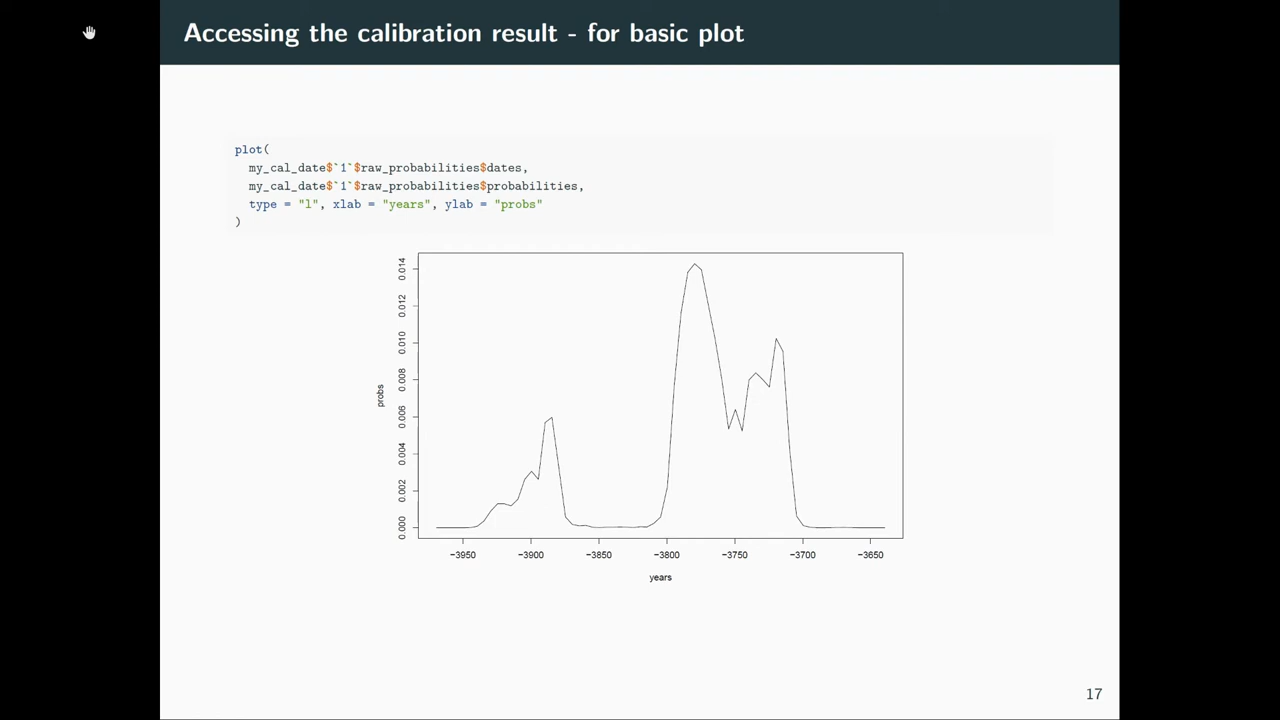 Accessing the calibration result - for basic plot
plot(
my_cal_date$`1`$raw_probabilities$dates,
my_cal_date$`1`$raw_probabilities$probabilities,
type = "l", xlab = "years", ylab = "probs"
)
0.014
0.012
0.010
0.008
0.006
0.004
0.002
0.000
probs
−3950 −3900 −3850 −3800 −3750 −3700 −3650
years
17